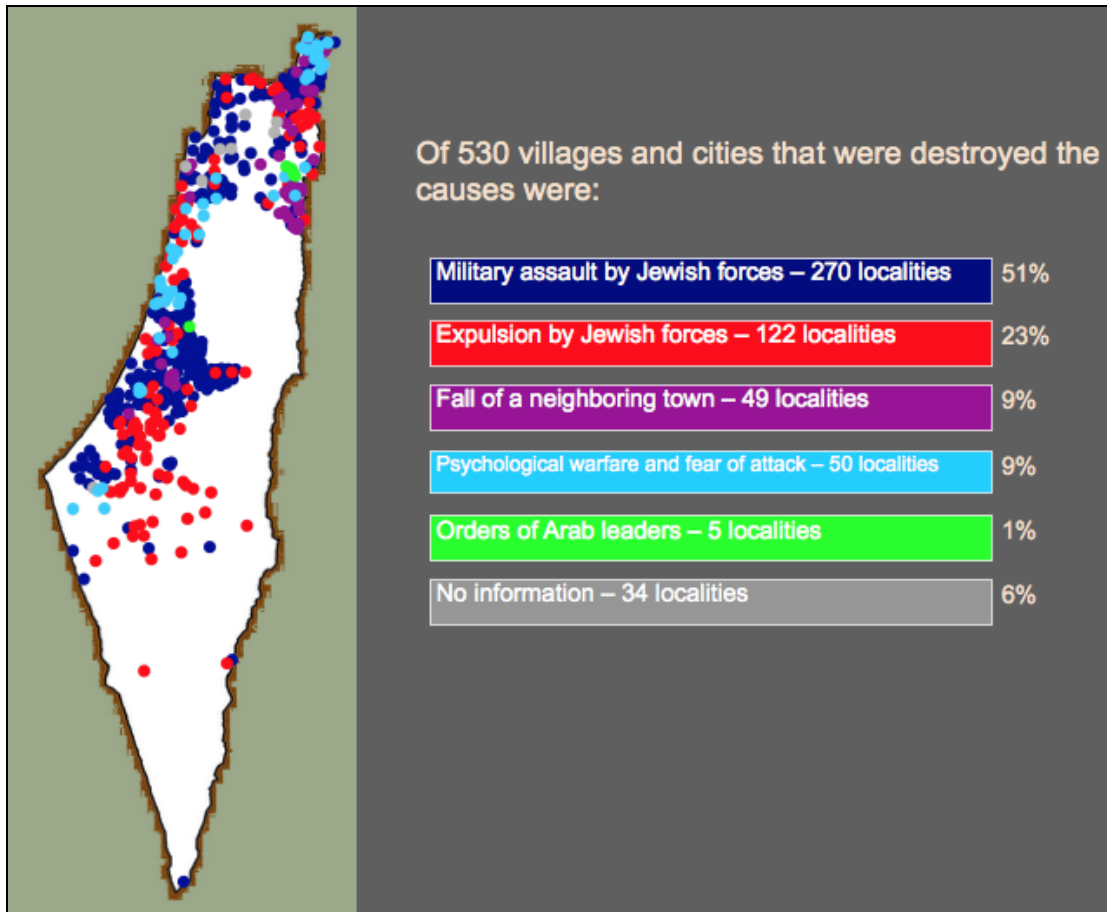 Of 530 villages and cities that were destroyed the
causes were:
Military assault by Jewish forces – 270 localities 51%
Expulsion by Jewish forces – 122 localities 23%
Fall of a neighboring town – 49 localities 9%
Psychological warfare and fear of attack – 50 localities 9%
Orders of Arab leaders – 5 localities 1%
No information – 34 localities 6%